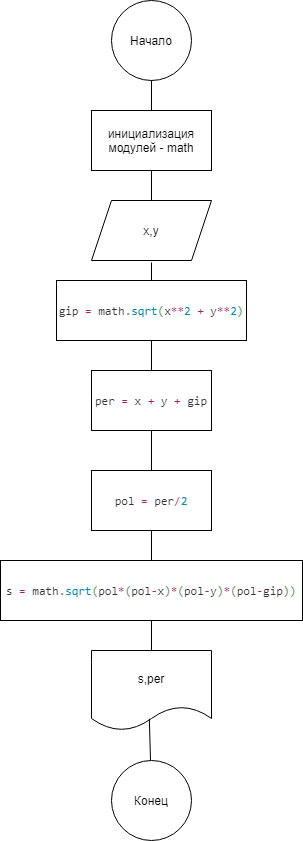 Начало
инициализация
модулей - math
x,y
gip = math.sqrt(x**2 + y**2)
per = x + y + gip
pol = per/2
s = math.sqrt(pol*(pol-x)*(pol-y)*(pol-gip))
s,per
Конец